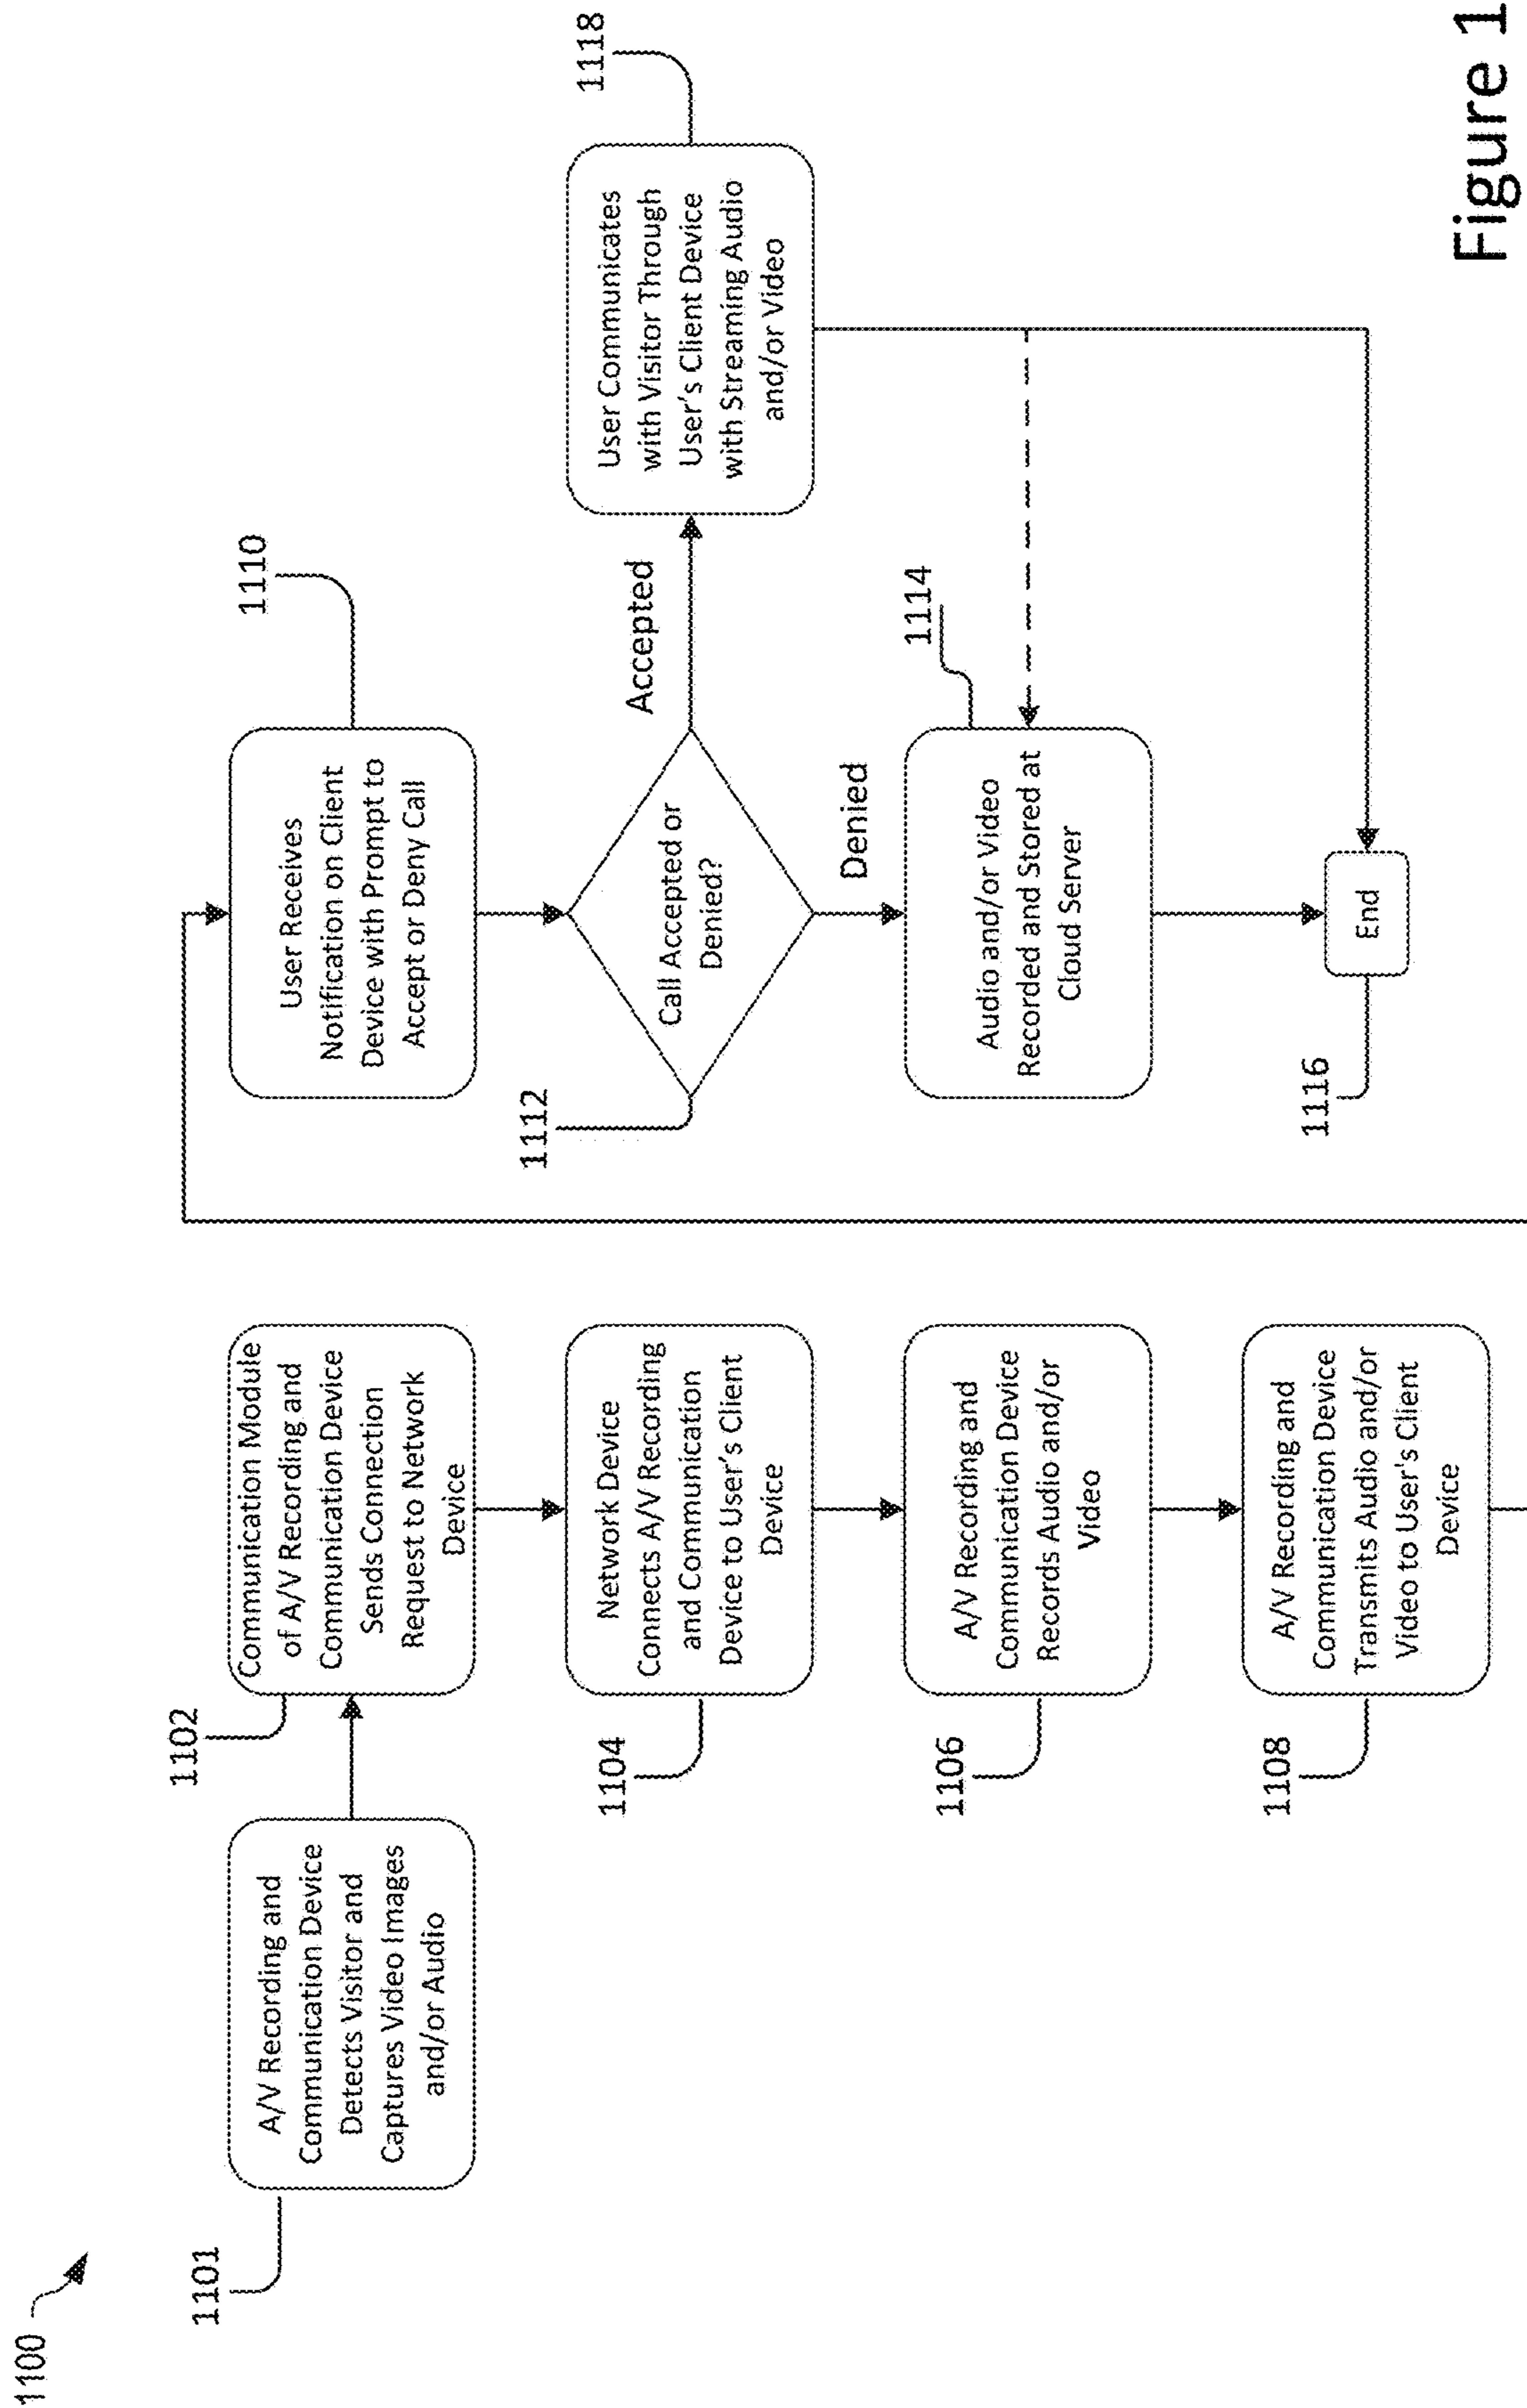 1100
1101
A/V Recording and
Communication Device
Detects Visitor and
Captures Video Images
and/or Audio
1102
Communication Module
of A/V Recording and
Communication Device
Sends Connection
Request to Network
Device
1104
Network Device
Connects A/V Recording
and Communication
Device to User's Client
Device
1106
A/V Recording and
Communication Device
Records Audio and/or
Video
1108
A/V Recording and
Communication Device
Transmits Audio and/or
Video to User's Client
Device
1110
User Receives
Notification on Client
Device with Prompt to
Accept or Deny Call
1112
Call Accepted or
Denied?
Accepted
1118
User Communicates
with Visitor Through
User's Client Device
with Streaming Audio
and/or Video
Denied
1114
Audio and/or Video
Recorded and Stored at
Cloud Server
1116
End
Figure 1